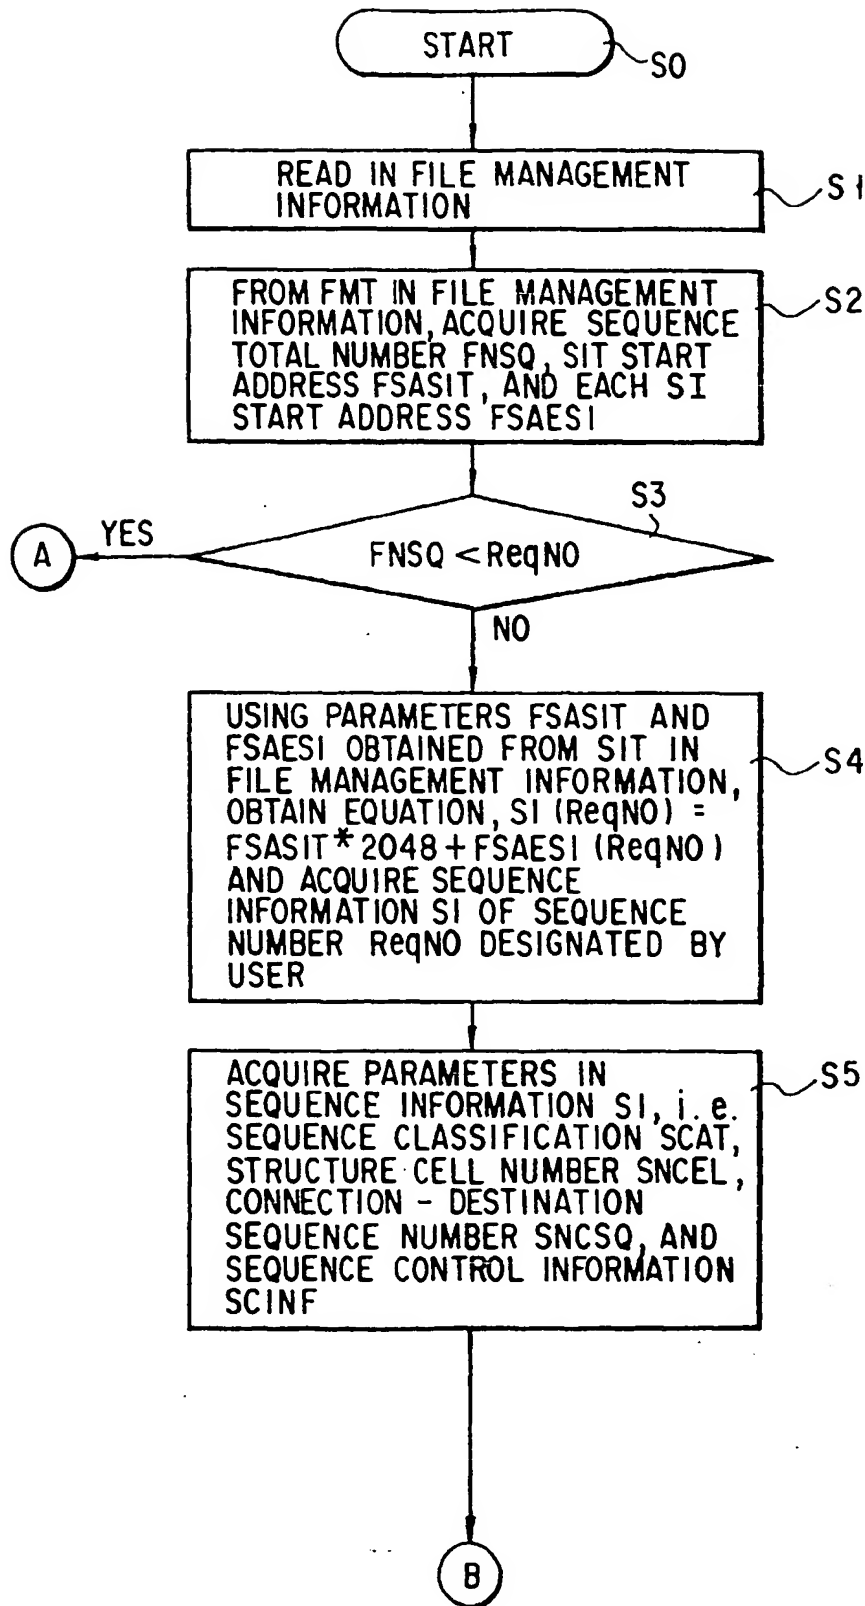 START
S0
READ IN FILE MANAGEMENT
INFORMATION
S1
FROM FMT IN FILE MANAGEMENT
INFORMATION, ACQUIRE SEQUENCE
TOTAL NUMBER FNSQ, SIT START
ADDRESS FSASIT, AND EACH SI
START ADDRESS FSAESI
S2
S3
YES
A
FNSQ < ReqNO
NO
USING PARAMETERS FSASIT AND
FSAESI OBTAINED FROM SIT IN
FILE MANAGEMENT INFORMATION,
OBTAIN EQUATION, SI (ReqNO) =
FSASIT * 2048 + FSAESI (ReqNO)
AND ACQUIRE SEQUENCE
INFORMATION SI OF SEQUENCE
NUMBER ReqNO DESIGNATED BY
USER
S4
ACQUIRE PARAMETERS IN
SEQUENCE INFORMATION SI, i.e.
SEQUENCE CLASSIFICATION SCAT,
STRUCTURE CELL NUMBER SNCEL,
CONNECTION - DESTINATION
SEQUENCE NUMBER SNCSQ, AND
SEQUENCE CONTROL INFORMATION
SCINF
S5
B